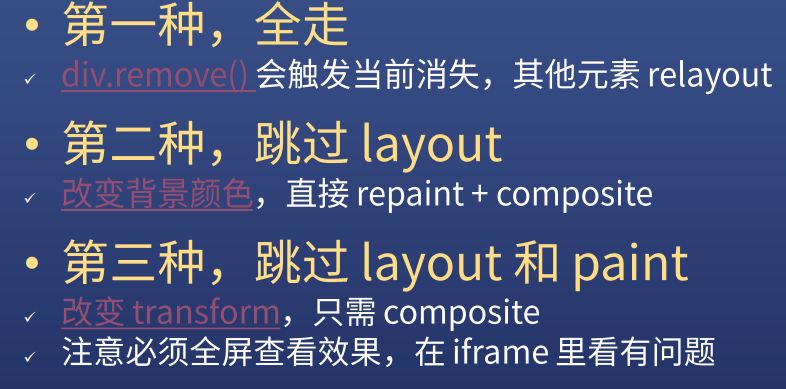 • 第一种，全走
✓ div.remove() 会触发当前消失，其他元素 relayout
• 第二种，跳过 layout
✓ 改变背景颜色，直接 repaint + composite
• 第三种，跳过 layout 和 paint
✓ 改变 transform，只需 composite
✓ 注意必须全屏查看效果，在 iframe 里看有问题